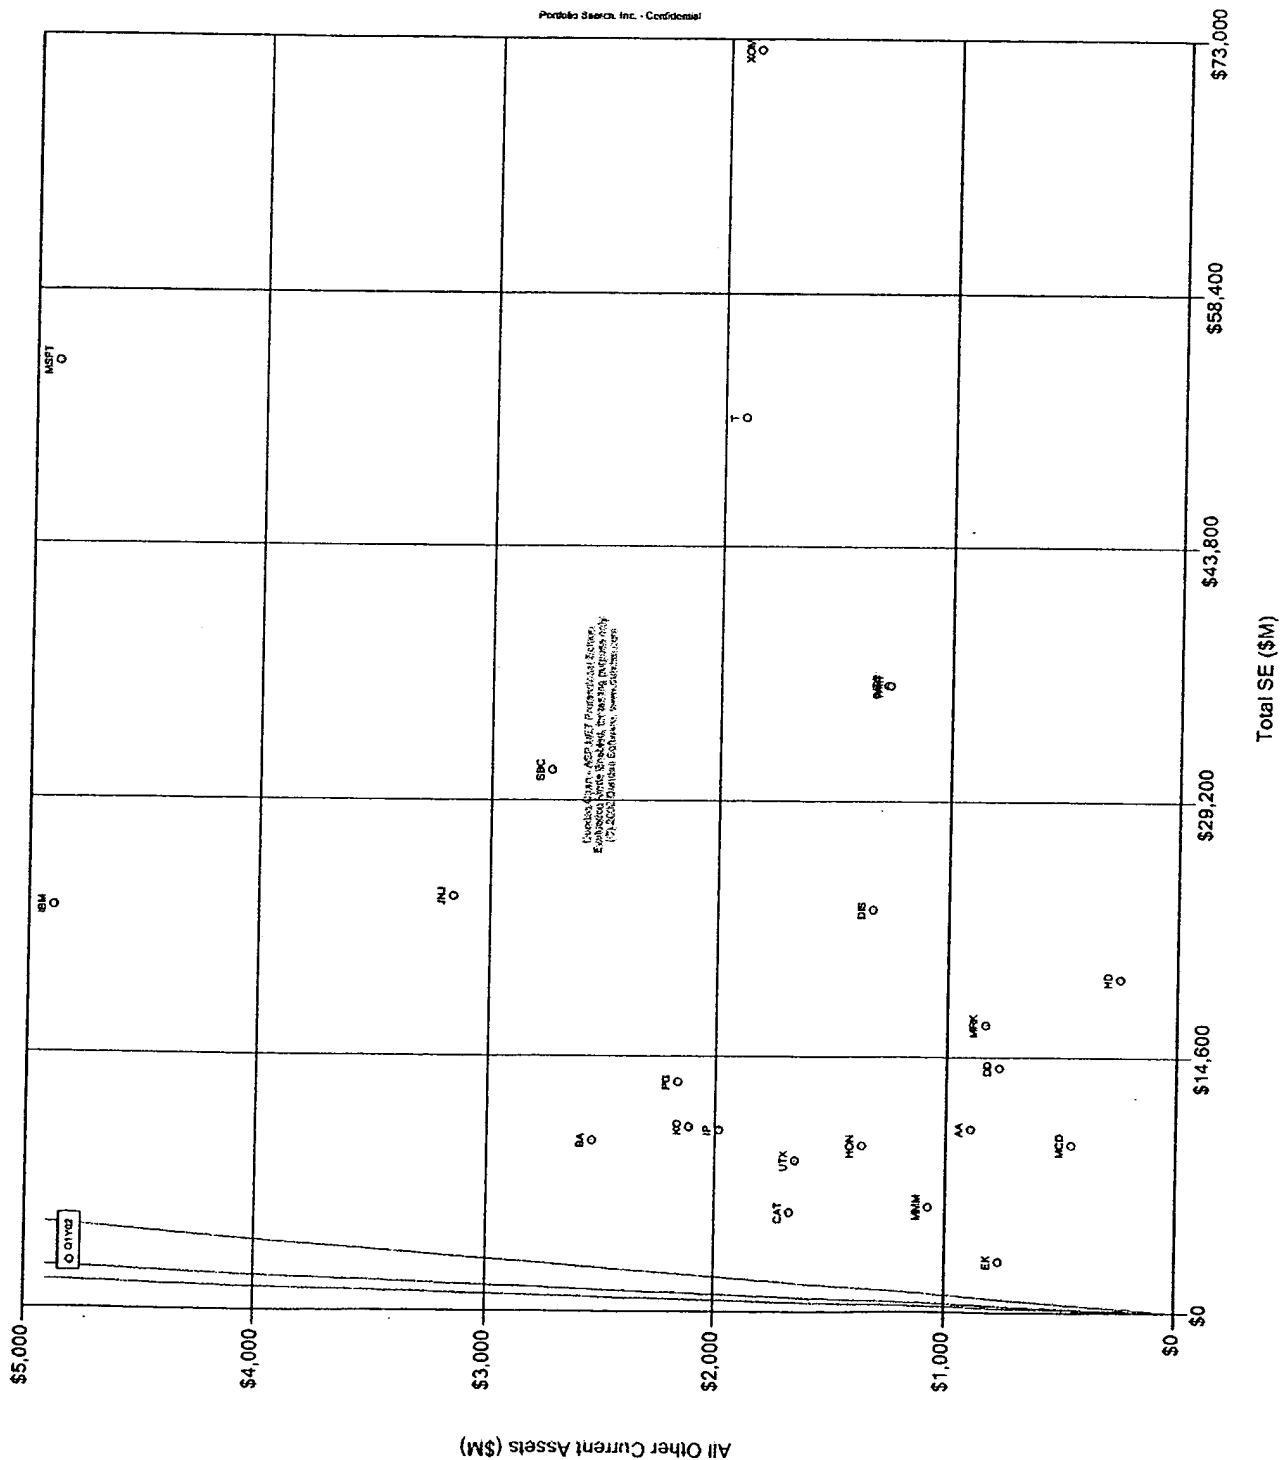 Portfolio Search, Inc. - Confidential
$5,000
$4,000
$3,000
$2,000
$1,000
$0
All Other Current Assets ($M)
Q1Y02
IBM
MSFT
JNJ
SBC
BA
PG
KO
IP
UTX
CAT
T
XOM
DIS
HON
MMM
AA
MRK
DD
EK
MCD
HD
$0
$14,600
$29,200
$43,800
$58,400
$73,000
Total SE ($M)